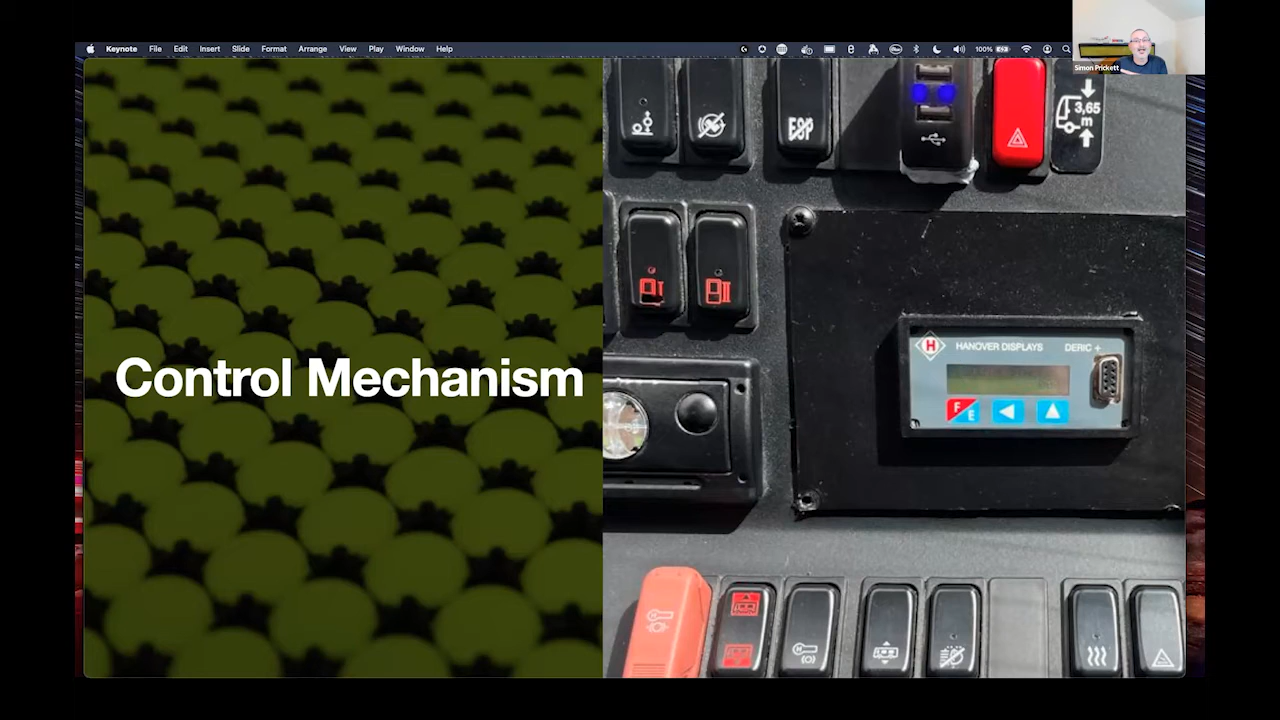 Keynote File Edit Insert Slide Format Arrange View Play Window Help 100%
Simon Prickett
Control Mechanism
ESP
3,65
m
H HANOVER DISPLAYS DERIC +
F
E